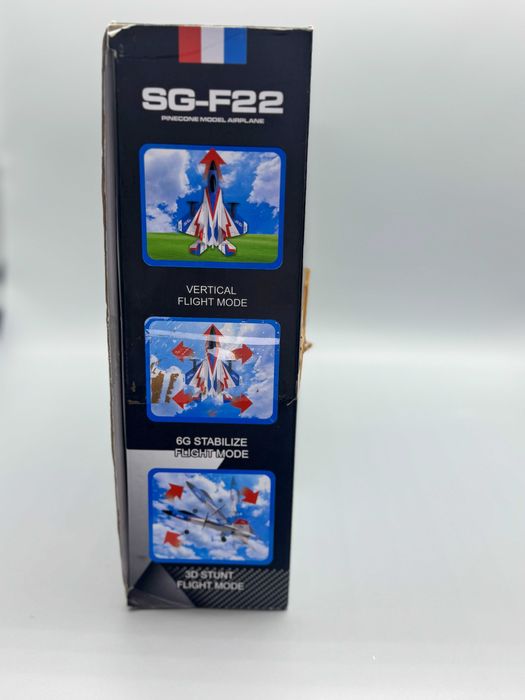 SG-F22
PINECONE MODEL AIRPLANE
VERTICAL
FLIGHT MODE
6G STABILIZE
FLIGHT MODE
3D STUNT
FLIGHT MODE